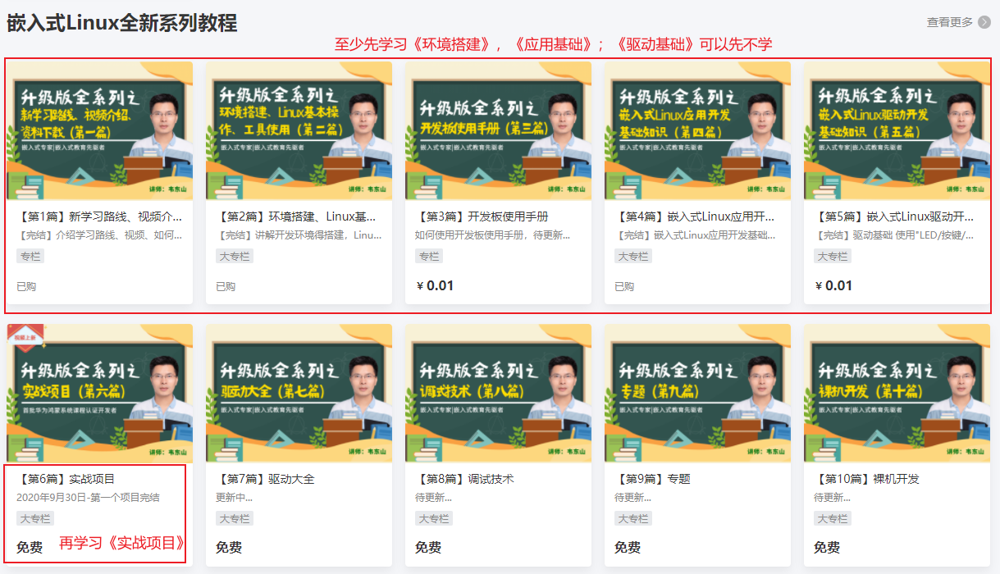 嵌入式Linux全新系列教程
查看更多
至少先学习《环境搭建》，《应用基础》；《驱动基础》可以先不学
升级版全系列之
新学习路线、视频介绍、
资料下载（第一篇）
嵌入式专家|嵌入式教育先驱者
讲师：韦东山
升级版全系列之
环境搭建、Linux基本操
作、工具使用（第二篇）
嵌入式专家|嵌入式教育先驱者
讲师：韦东山
升级版全系列之
开发板使用手册（第三篇）
嵌入式专家|嵌入式教育先驱者
讲师：韦东山
升级版全系列之
嵌入式Linux应用开发
基础知识（第四篇）
嵌入式专家|嵌入式教育先驱者
讲师：韦东山
升级版全系列之
嵌入式Linux驱动开发
基础知识（第五篇）
嵌入式专家|嵌入式教育先驱者
讲师：韦东山
【第1篇】新学习路线、视频介...
【完结】介绍学习路线、视频、如何...
专栏
已购
【第2篇】环境搭建、Linux基...
【完结】讲解开发环境得搭建，Linu...
大专栏
已购
【第3篇】开发板使用手册
如何使用开发板使用手册，待更新...
专栏
¥ 0.01
【第4篇】嵌入式Linux应用开...
【完结】嵌入式Linux应用开发基础...
大专栏
已购
【第5篇】嵌入式Linux驱动开...
【完结】驱动基础 使用"LED/按键/...
大专栏
¥ 0.01
视频上新
升级版全系列之
实战项目（第六篇）
首批华为鸿蒙系统课程认证开发者
讲师：韦东山
升级版全系列之
驱动大全（第七篇）
嵌入式专家|嵌入式教育先驱者
讲师：韦东山
升级版全系列之
调试技术（第八篇）
嵌入式专家|嵌入式教育先驱者
讲师：韦东山
升级版全系列之
专题（第九篇）
嵌入式专家|嵌入式教育先驱者
讲师：韦东山
升级版全系列之
裸机开发（第十篇）
嵌入式专家|嵌入式教育先驱者
讲师：韦东山
【第6篇】实战项目
2020年9月30日-第一个项目完结
大专栏
免费
再学习《实战项目》
【第7篇】驱动大全
更新中...
大专栏
免费
【第8篇】调试技术
待更新...
大专栏
免费
【第9篇】专题
待更新...
大专栏
免费
【第10篇】裸机开发
待更新...
大专栏
免费